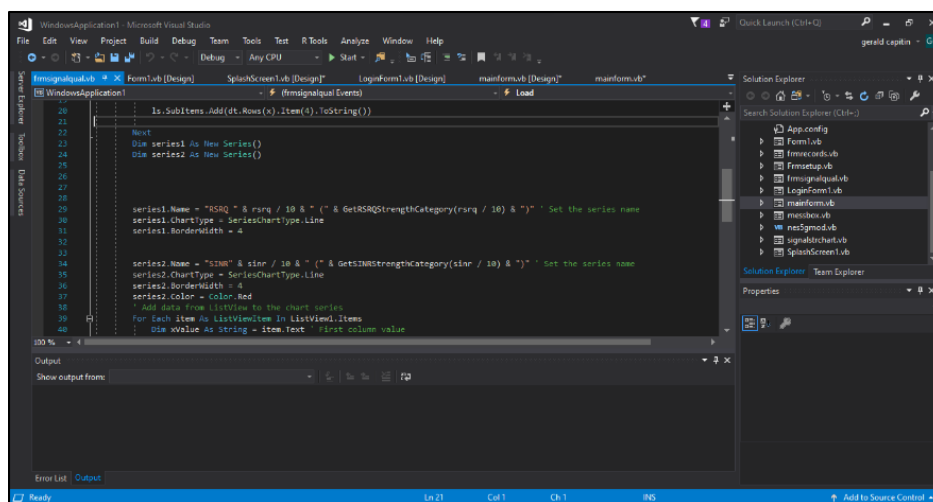 WindowsApplication1 - Microsoft Visual Studio
4
Quick Launch (Ctrl+Q)
File Edit View Project Build Debug Team Tools Test R Tools Analyze Window Help
gerald capitin
G
Debug Any CPU Start
frmsignalqual.vb Form1.vb [Design] SplashScreen1.vb [Design]* LoginForm1.vb [Design] mainform.vb [Design]* mainform.vb*
WindowsApplication1 (frmsignalqual Events) Load
20 ls.SubItems.Add(dt.Rows(x).Item(4).ToString())
21
22 Next
23 Dim series1 As New Series()
24 Dim series2 As New Series()
25
26
27
28
29 series1.Name = "RSRQ " & rsrq / 10 & " (" & GetRSRQStrengthCategory(rsrq / 10) & ")" ' Set the series name
30 series1.ChartType = SeriesChartType.Line
31 series1.BorderWidth = 4
32
33
34 series2.Name = "SINR" & sinr / 10 & " (" & GetSINRStrengthCategory(sinr / 10) & ")" ' Set the series name
35 series2.ChartType = SeriesChartType.Line
36 series2.BorderWidth = 4
37 series2.Color = Color.Red
38 ' Add data from ListView to the chart series
39 For Each item As ListViewItem In ListView1.Items
40 Dim xValue As String = item.Text ' First column value
100 %
Output
Show output from:
Error List Output
Server Explorer
Toolbox
Data Sources
Solution Explorer
Search Solution Explorer (Ctrl+;)
App.config
Form1.vb
frmrecords.vb
Frmsetup.vb
frmsignalqual.vb
LoginForm1.vb
mainform.vb
messbox.vb
nes5gmod.vb
signalstrchart.vb
SplashScreen1.vb
Solution Explorer Team Explorer
Properties
Ready Ln 21 Col 1 Ch 1 INS Add to Source Control